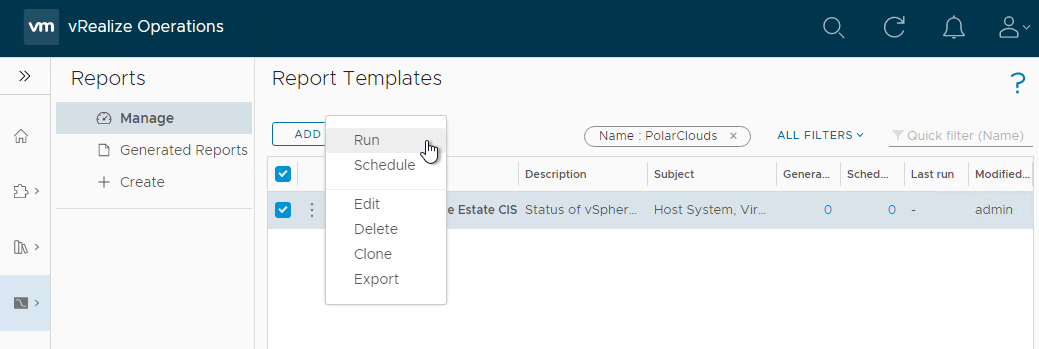 vm vRealize Operations
Reports
Manage
Generated Reports
Create
Report Templates
?
ADD
Name : PolarClouds ×
ALL FILTERS
Quick filter (Name)
Run
Schedule
Edit
Delete
Clone
Export
Description Subject Genera... Sched... Last run Modified...
e Estate CIS Status of vSpher... Host System, Vir... 0 0 - admin